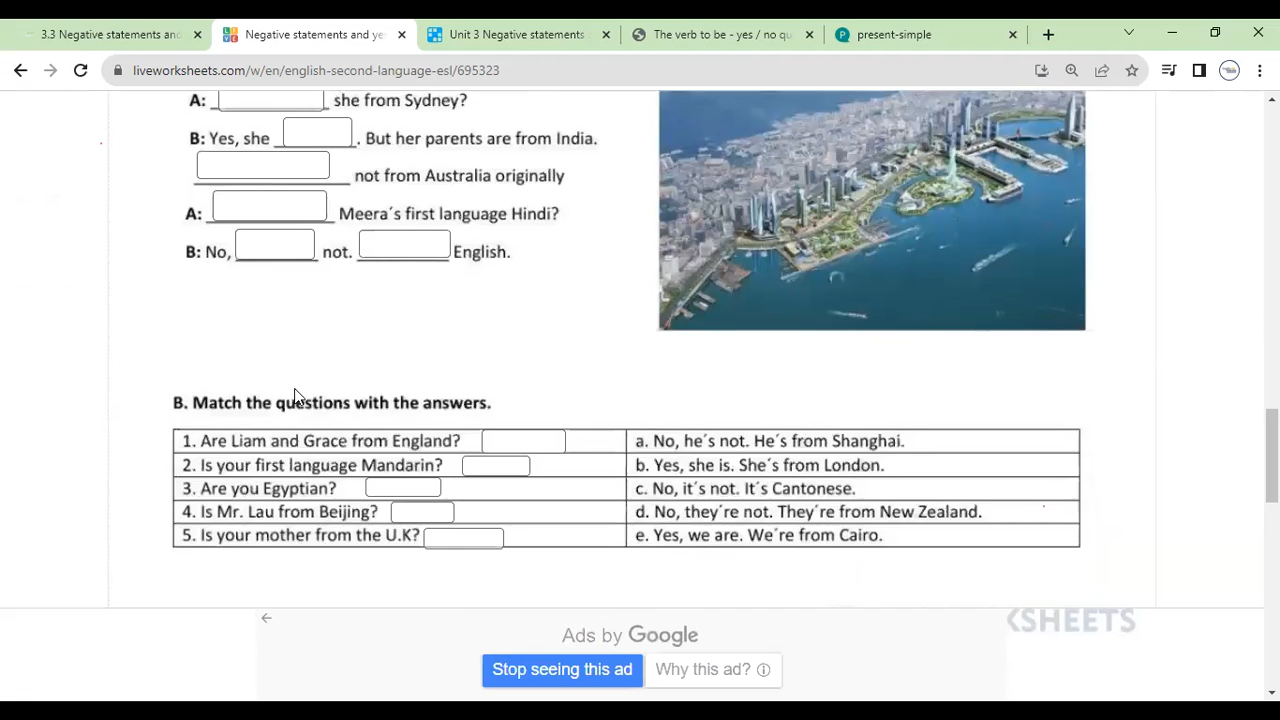 3.3 Negative statements and
Negative statements and ye
Unit 3 Negative statements
The verb to be - yes / no qu
present-simple
liveworksheets.com/w/en/english-second-language-esl/695323
A: she from Sydney?
B: Yes, she . But her parents are from India.
not from Australia originally
A: Meera´s first language Hindi?
B: No, not. English.
B. Match the questions with the answers.
1. Are Liam and Grace from England? a. No, he´s not. He´s from Shanghai.
2. Is your first language Mandarin? b. Yes, she is. She´s from London.
3. Are you Egyptian? c. No, it´s not. It´s Cantonese.
4. Is Mr. Lau from Beijing? d. No, they´re not. They´re from New Zealand.
5. Is your mother from the U.K? e. Yes, we are. We´re from Cairo.
KSHEETS
Ads by Google
Stop seeing this ad Why this ad?